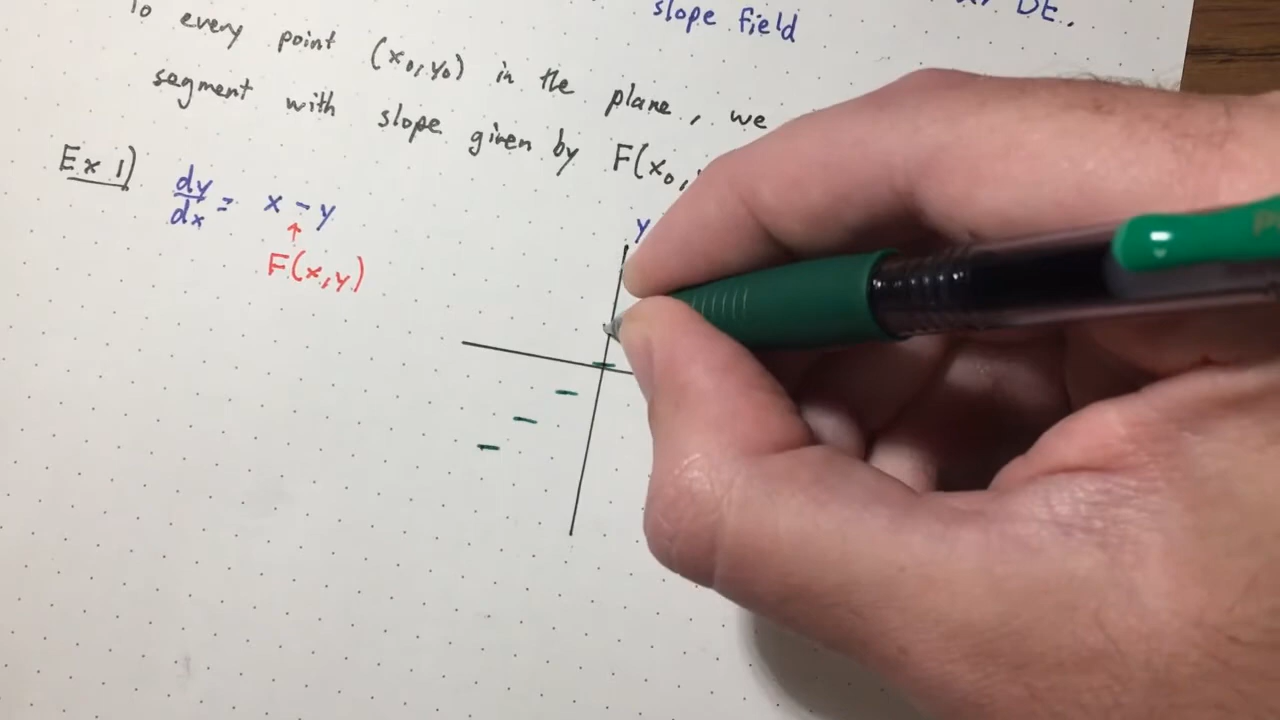 DE.
slope field
To every point (x₀,y₀) in the plane, we
segment with slope given by F(x₀,
Ex 1) dy/dx = x - y
↑
F(x,y)
y